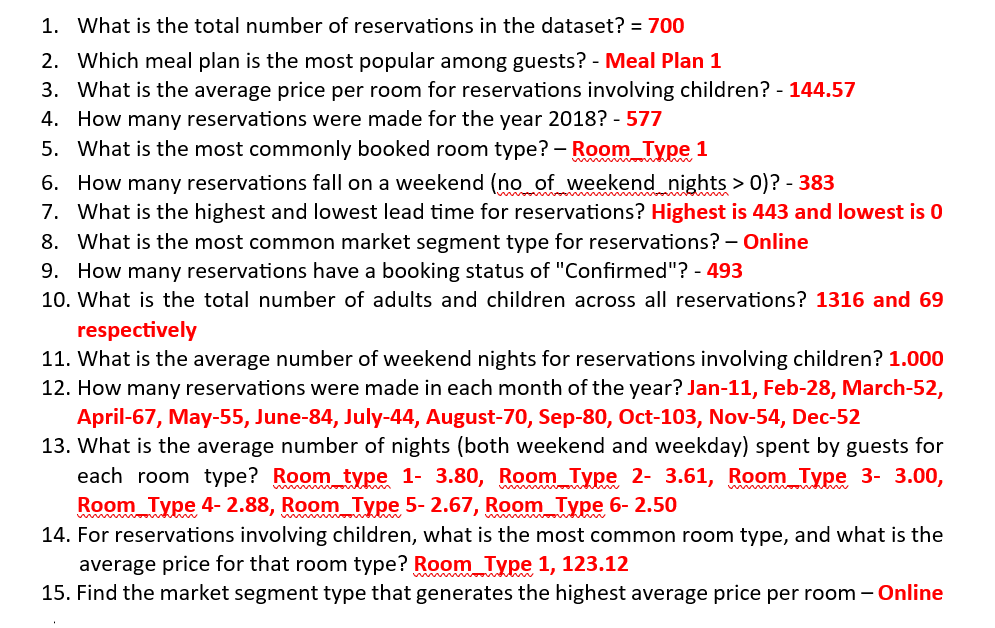 1. What is the total number of reservations in the dataset? = 700
2. Which meal plan is the most popular among guests? - Meal Plan 1
3. What is the average price per room for reservations involving children? - 144.57
4. How many reservations were made for the year 2018? - 577
5. What is the most commonly booked room type? – Room_Type 1
6. How many reservations fall on a weekend (no_of_weekend_nights > 0)? - 383
7. What is the highest and lowest lead time for reservations? Highest is 443 and lowest is 0
8. What is the most common market segment type for reservations? – Online
9. How many reservations have a booking status of "Confirmed"? - 493
10. What is the total number of adults and children across all reservations? 1316 and 69
respectively
11. What is the average number of weekend nights for reservations involving children? 1.000
12. How many reservations were made in each month of the year? Jan-11, Feb-28, March-52,
April-67, May-55, June-84, July-44, August-70, Sep-80, Oct-103, Nov-54, Dec-52
13. What is the average number of nights (both weekend and weekday) spent by guests for
each room type? Room_type 1- 3.80, Room_Type 2- 3.61, Room_Type 3- 3.00,
Room_Type 4- 2.88, Room_Type 5- 2.67, Room_Type 6- 2.50
14. For reservations involving children, what is the most common room type, and what is the
average price for that room type? Room_Type 1, 123.12
15. Find the market segment type that generates the highest average price per room – Online